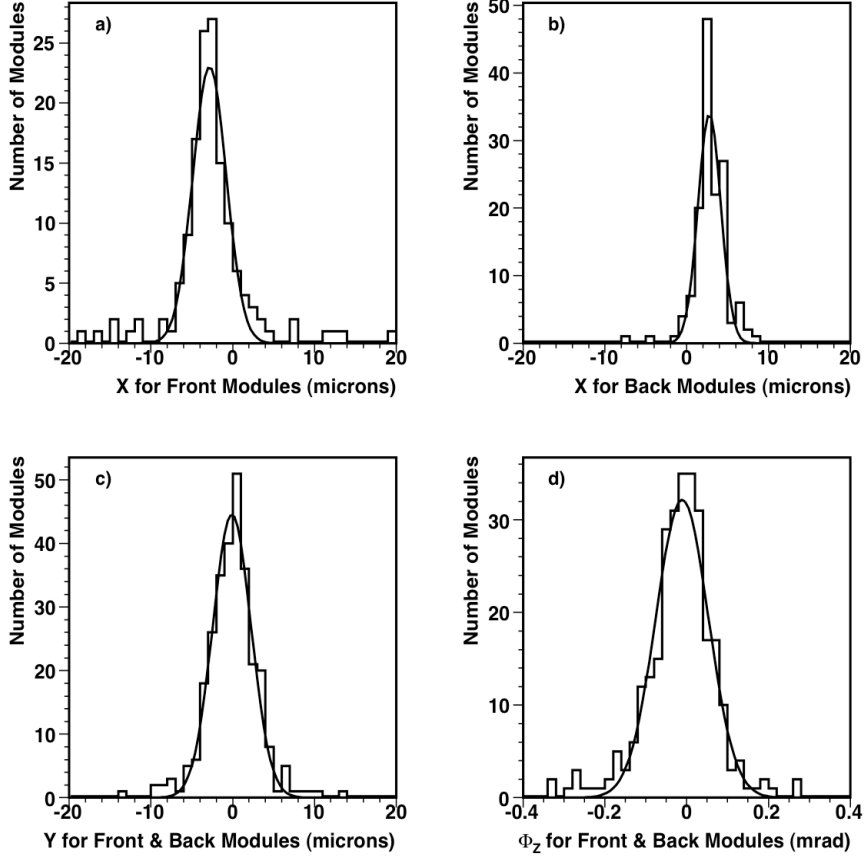 a)
Number of Modules
25
20
15
10
5
0
-20 -10 0 10 20
X for Front Modules (microns)
b)
Number of Modules
50
40
30
20
10
0
-20 -10 0 10 20
X for Back Modules (microns)
c)
Number of Modules
50
40
30
20
10
0
-20 -10 0 10 20
Y for Front & Back Modules (microns)
d)
Number of Modules
30
20
10
0
-0.4 -0.2 0 0.2 0.4
Φ_Z for Front & Back Modules (mrad)